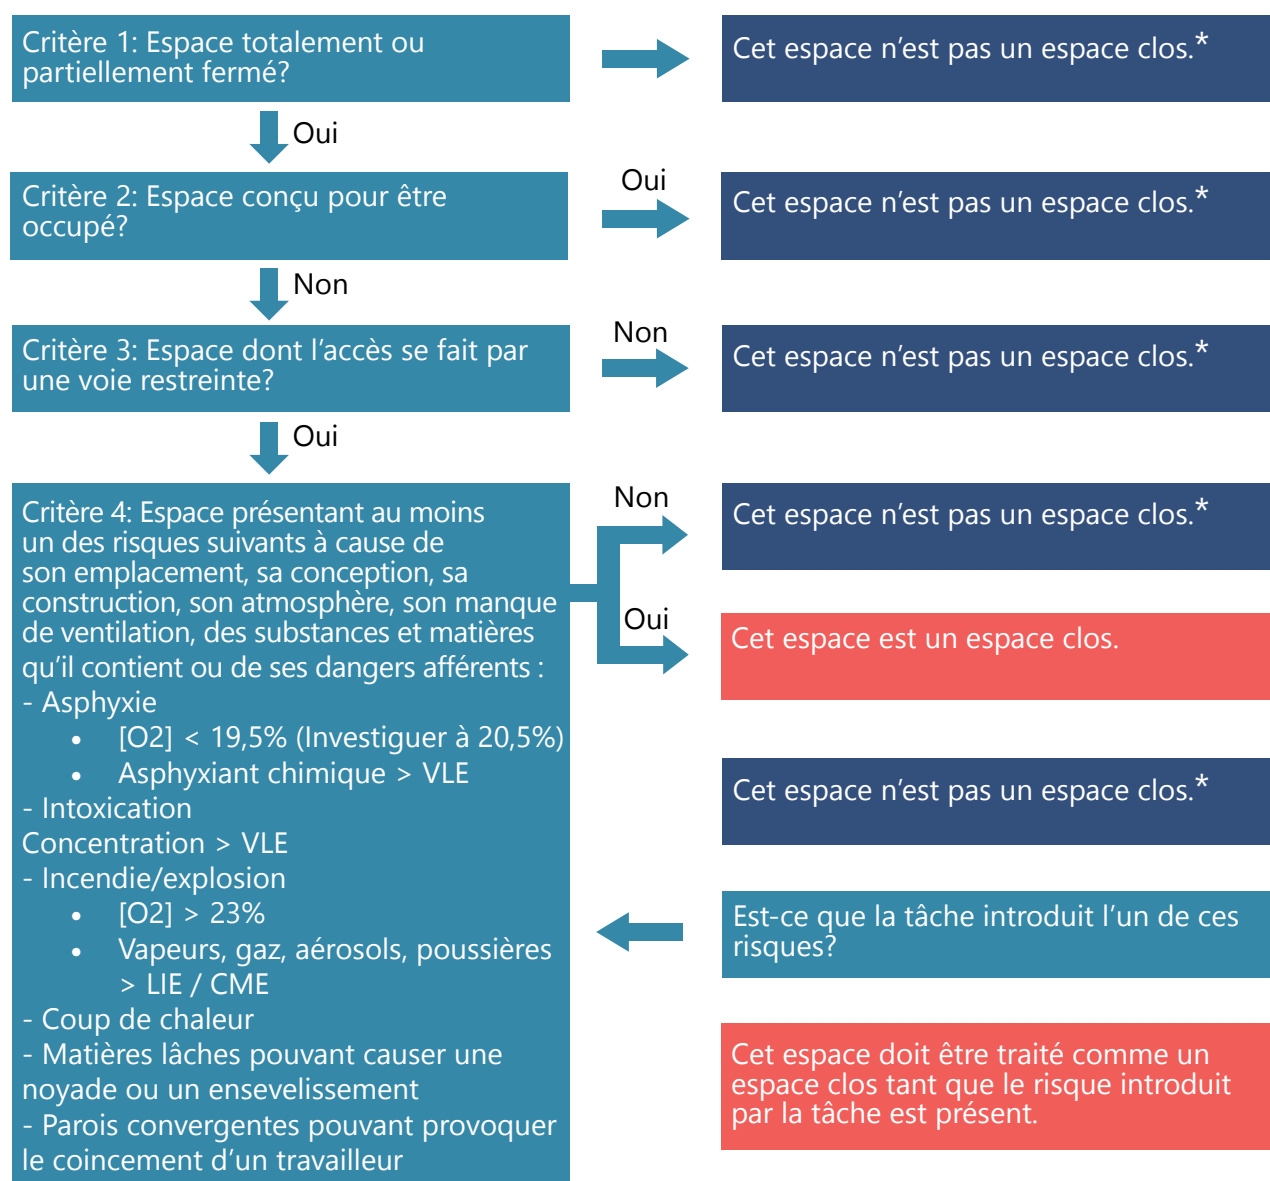 Critère 1: Espace totalement ou
partiellement fermé?
Cet espace n'est pas un espace clos.*
Oui
Critère 2: Espace conçu pour être
occupé?
Oui
Cet espace n'est pas un espace clos.*
Non
Critère 3: Espace dont l'accès se fait par
une voie restreinte?
Non
Cet espace n'est pas un espace clos.*
Oui
Critère 4: Espace présentant au moins
un des risques suivants à cause de
son emplacement, sa conception, sa
construction, son atmosphère, son manque
de ventilation, des substances et matières
qu'il contient ou de ses dangers afférents :
- Asphyxie
• [O2] < 19,5% (Investiguer à 20,5%)
• Asphyxiant chimique > VLE
- Intoxication
Concentration > VLE
- Incendie/explosion
• [O2] > 23%
• Vapeurs, gaz, aérosols, poussières
> LIE / CME
- Coup de chaleur
- Matières lâches pouvant causer une
noyade ou un ensevelissement
- Parois convergentes pouvant provoquer
le coincement d'un travailleur
Non
Cet espace n'est pas un espace clos.*
Oui
Cet espace est un espace clos.
Cet espace n'est pas un espace clos.*
Est-ce que la tâche introduit l'un de ces
risques?
Cet espace doit être traité comme un
espace clos tant que le risque introduit
par la tâche est présent.